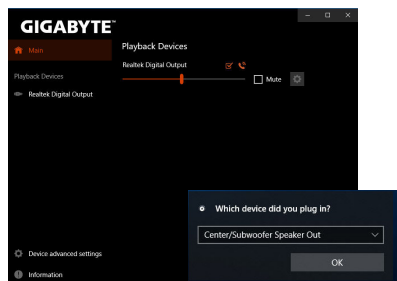 GIGABYTE™
Main
Playback Devices
Realtek Digital Output
Playback Devices
Realtek Digital Output
Mute
Device advanced settings
Information
Which device did you plug in?
Center/Subwoofer Speaker Out
OK